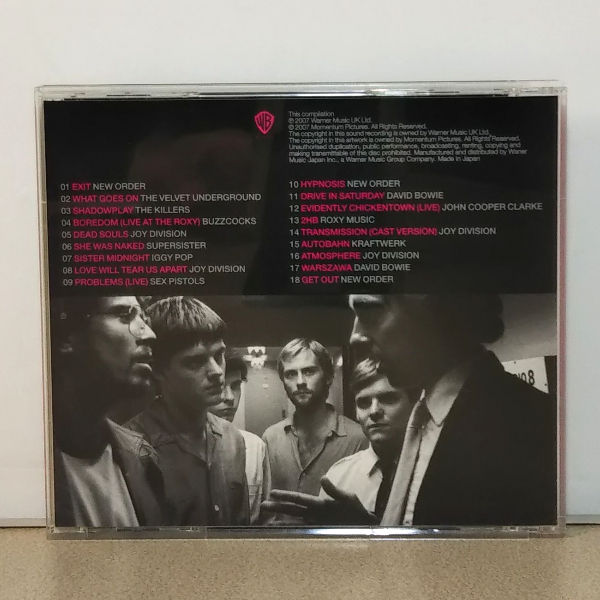 WB
This compilation
℗ 2007 Warner Music UK Ltd.
© 2007 Momentum Pictures. All Rights Reserved.
The copyright in this sound recording is owned by Warner Music UK Ltd.
The copyright in this artwork is owned by Momentum Pictures. All Rights Reserved.
Unauthorised duplication, public performance, broadcasting, renting, copying and
making transmittable of this disc prohibited. Manufactured and distributed by Warner
Music Japan Inc., a Warner Music Group Company. Made in Japan
01 EXIT NEW ORDER
02 WHAT GOES ON THE VELVET UNDERGROUND
03 SHADOWPLAY THE KILLERS
04 BOREDOM (LIVE AT THE ROXY) BUZZCOCKS
05 DEAD SOULS JOY DIVISION
06 SHE WAS NAKED SUPERSISTER
07 SISTER MIDNIGHT IGGY POP
08 LOVE WILL TEAR US APART JOY DIVISION
09 PROBLEMS (LIVE) SEX PISTOLS
10 HYPNOSIS NEW ORDER
11 DRIVE IN SATURDAY DAVID BOWIE
12 EVIDENTLY CHICKENTOWN (LIVE) JOHN COOPER CLARKE
13 2HB ROXY MUSIC
14 TRANSMISSION (CAST VERSION) JOY DIVISION
15 AUTOBAHN KRAFTWERK
16 ATMOSPHERE JOY DIVISION
17 WARSZAWA DAVID BOWIE
18 GET OUT NEW ORDER